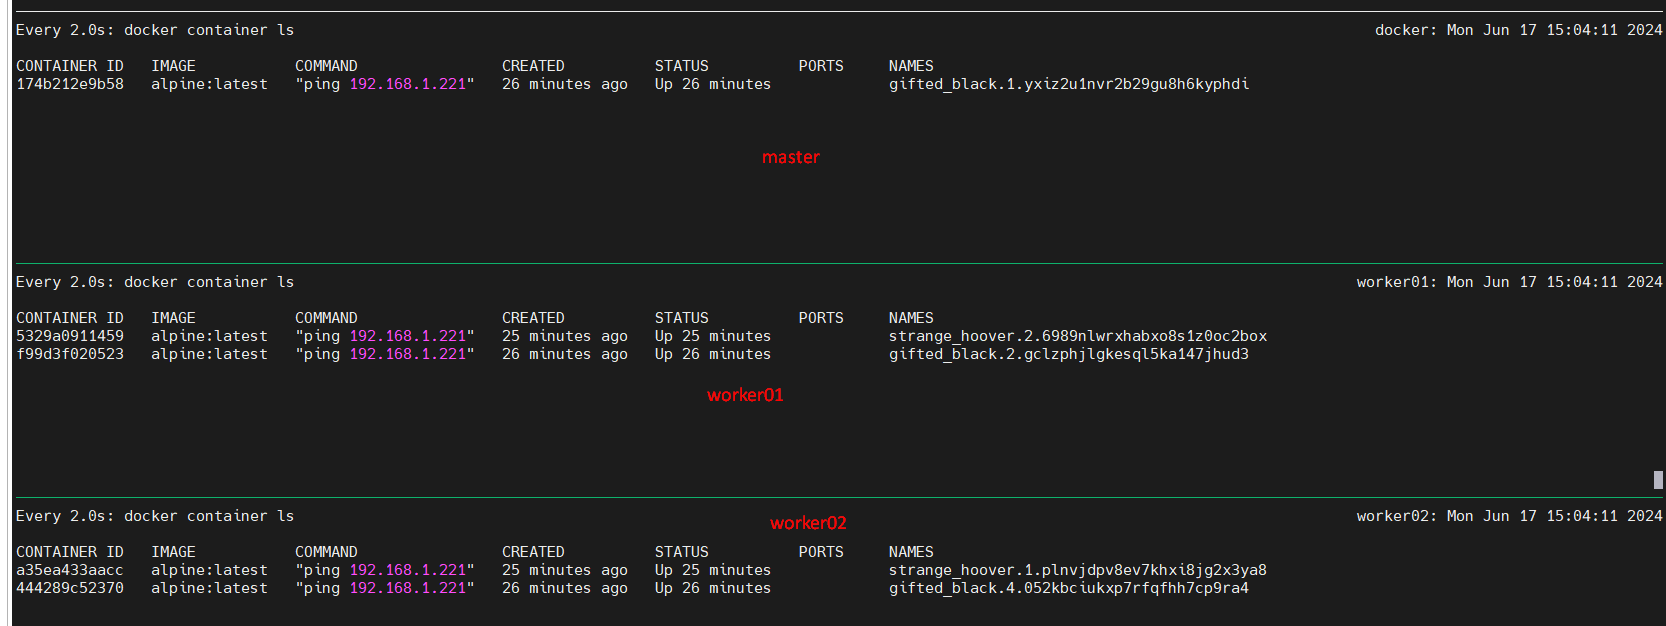 Every 2.0s: docker container ls docker: Mon Jun 17 15:04:11 2024
CONTAINER ID IMAGE COMMAND CREATED STATUS PORTS NAMES
174b212e9b58 alpine:latest "ping 192.168.1.221" 26 minutes ago Up 26 minutes gifted_black.1.yxiz2u1nvr2b29gu8h6kyphdi
master
Every 2.0s: docker container ls worker01: Mon Jun 17 15:04:11 2024
CONTAINER ID IMAGE COMMAND CREATED STATUS PORTS NAMES
5329a0911459 alpine:latest "ping 192.168.1.221" 25 minutes ago Up 25 minutes strange_hoover.2.6989nlwrxhabxo8s1z0oc2box
f99d3f020523 alpine:latest "ping 192.168.1.221" 26 minutes ago Up 26 minutes gifted_black.2.gclzphjlgkesql5ka147jhud3
worker01
Every 2.0s: docker container ls worker02: Mon Jun 17 15:04:11 2024
worker02
CONTAINER ID IMAGE COMMAND CREATED STATUS PORTS NAMES
a35ea433aacc alpine:latest "ping 192.168.1.221" 25 minutes ago Up 25 minutes strange_hoover.1.plnvjdpv8ev7khxi8jg2x3ya8
444289c52370 alpine:latest "ping 192.168.1.221" 26 minutes ago Up 26 minutes gifted_black.4.052kbciukxp7rfqfhh7cp9ra4